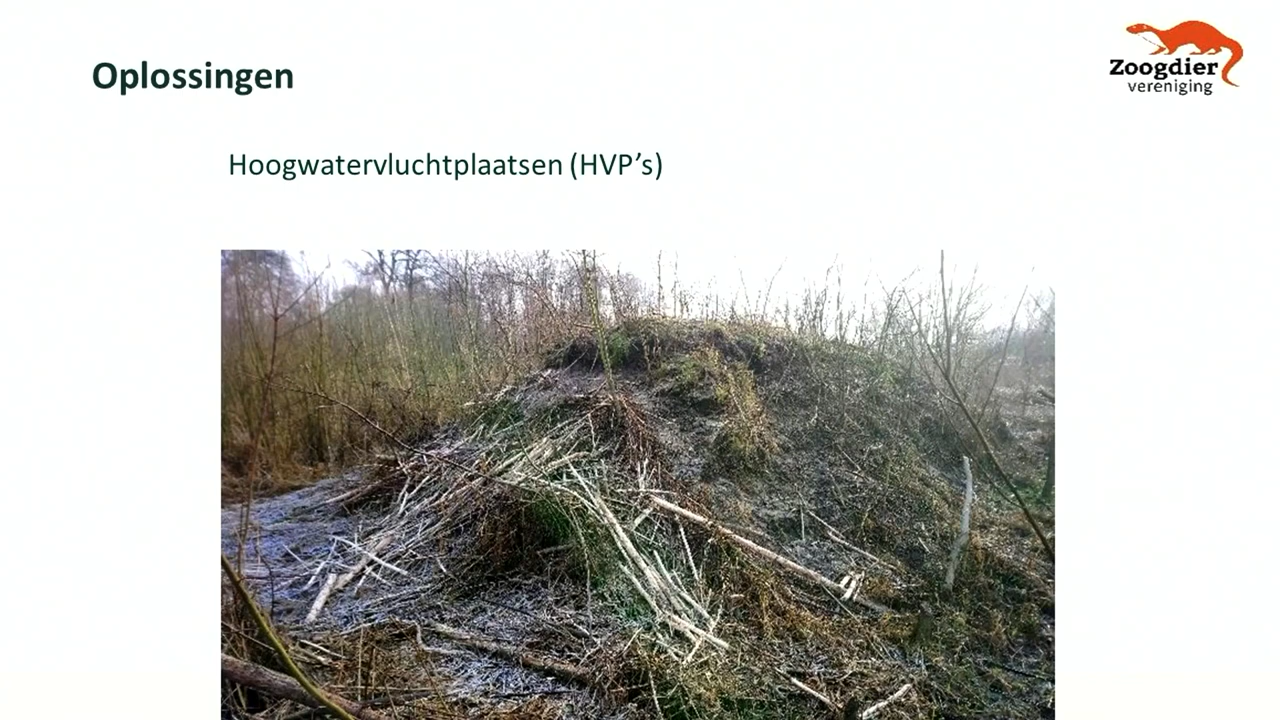 Oplossingen
Zoogdier
vereniging
Hoogwatervluchtplaatsen (HVP’s)